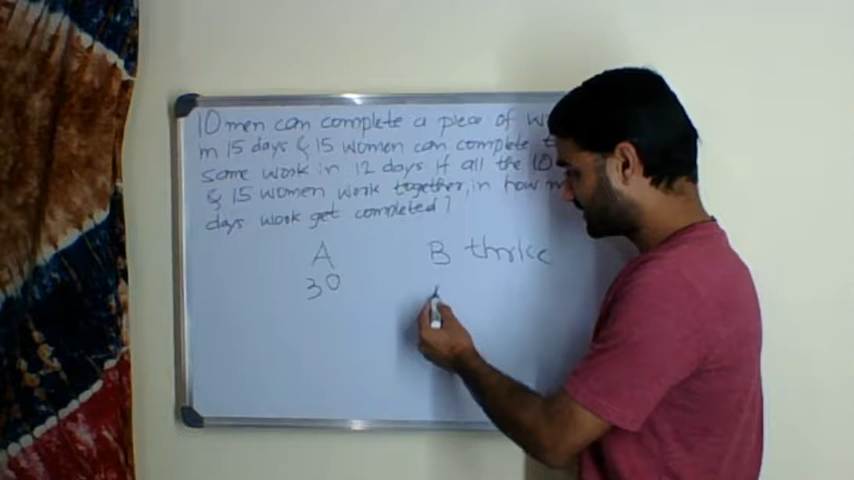 10 men can complete a piece of
in 15 days & 15 women can complete
same work in 12 days. If all the 10
& 15 women work together, in how
days work get completed?
A B thrice
30